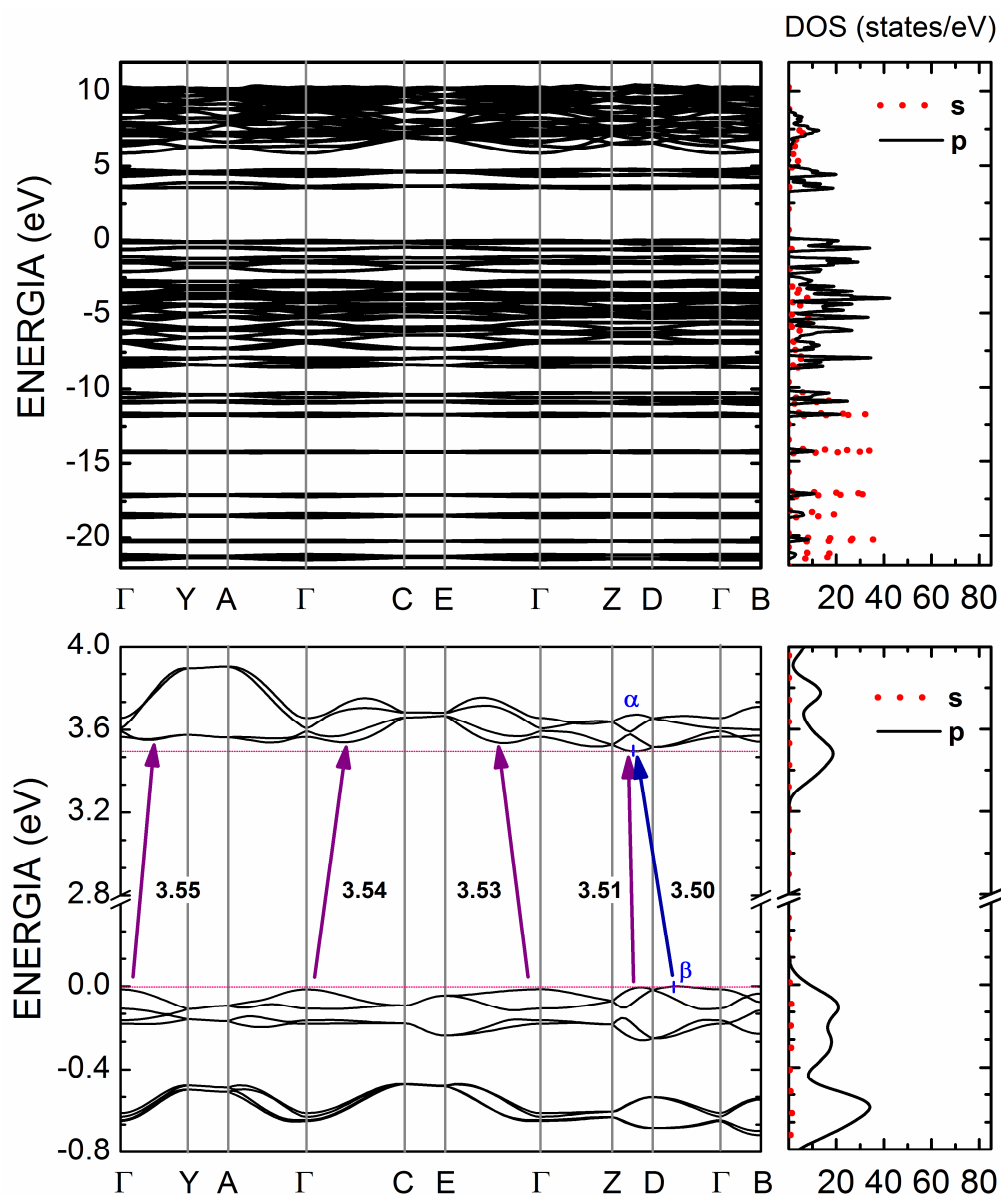 DOS (states/eV)
ENERGIA (eV)
10
5
0
-5
-10
-15
-20
s
p
Γ Y A Γ C E Γ Z D Γ B
20 40 60 80
ENERGIA (eV)
4.0
3.6
3.2
2.8
0.0
-0.4
-0.8
α
β
3.55 3.54 3.53 3.51 3.50
s
p
Γ Y A Γ C E Γ Z D Γ B
20 40 60 80